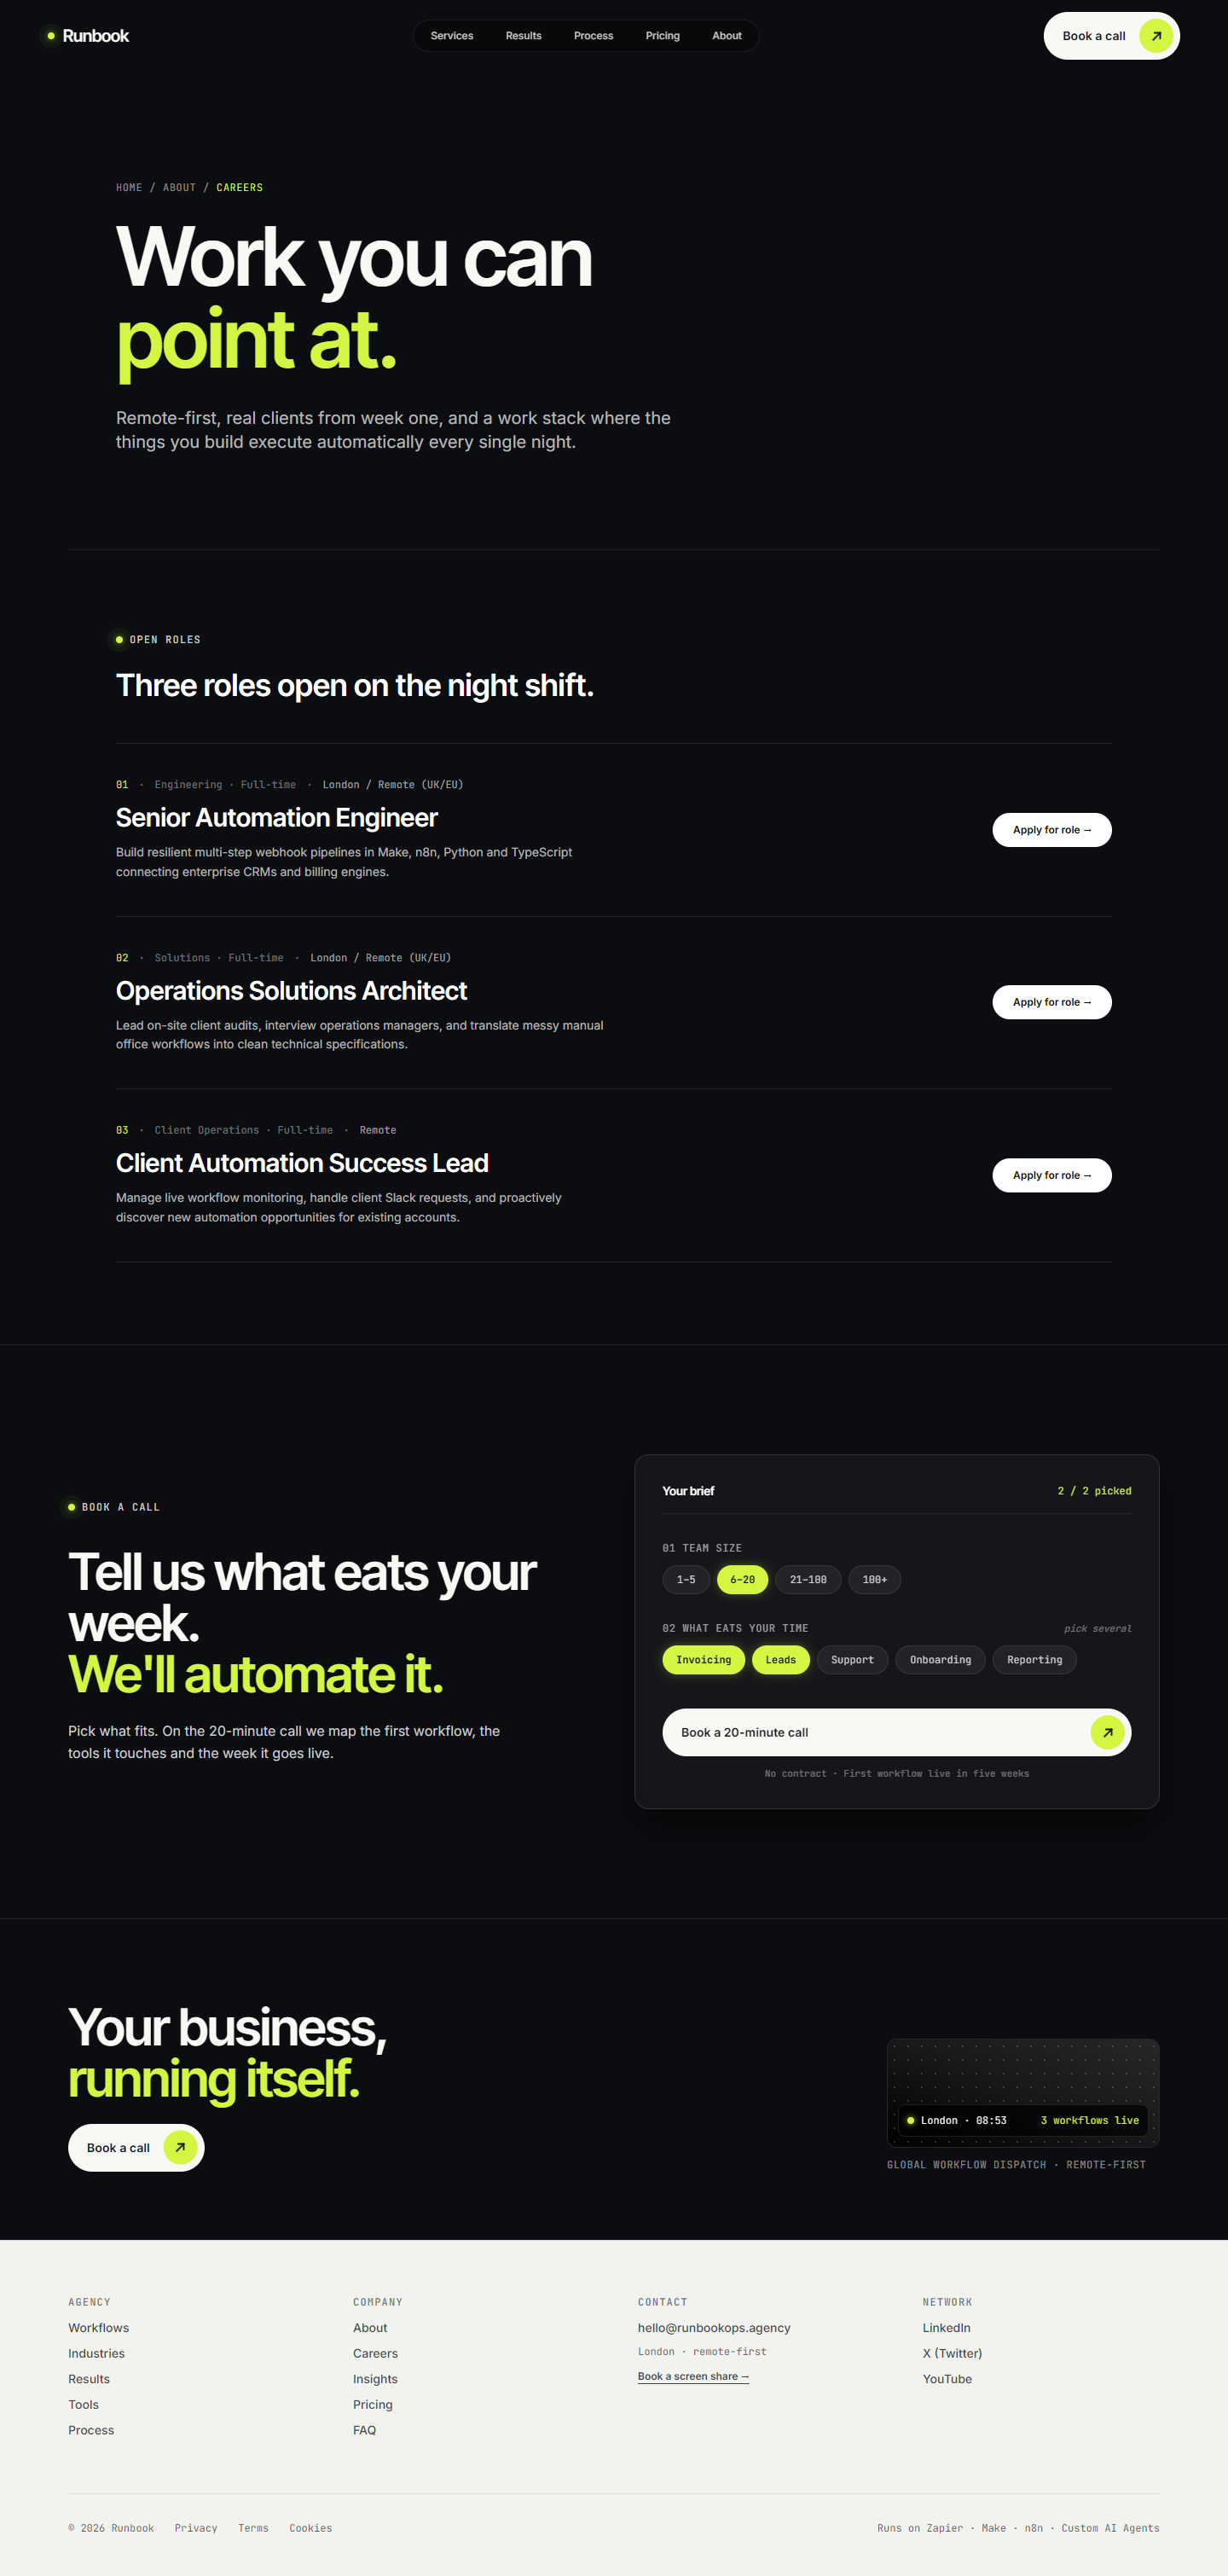 Runbook
Services
Results
Process
Pricing
About
Book a call
HOME / ABOUT / CAREERS
Work you can
point at.
Remote-first, real clients from week one, and a work stack where the
things you build execute automatically every single night.
OPEN ROLES
Three roles open on the night shift.
01 · Engineering · Full-time · London / Remote (UK/EU)
Senior Automation Engineer
Build resilient multi-step webhook pipelines in Make, n8n, Python and TypeScript
connecting enterprise CRMs and billing engines.
Apply for role →
02 · Solutions · Full-time · London / Remote (UK/EU)
Operations Solutions Architect
Lead on-site client audits, interview operations managers, and translate messy manual
office workflows into clean technical specifications.
Apply for role →
03 · Client Operations · Full-time · Remote
Client Automation Success Lead
Manage live workflow monitoring, handle client Slack requests, and proactively
discover new automation opportunities for existing accounts.
Apply for role →
BOOK A CALL
Tell us what eats your
week.
We'll automate it.
Pick what fits. On the 20-minute call we map the first workflow, the
tools it touches and the week it goes live.
Your brief
2 / 2 picked
01 TEAM SIZE
1–5
6–20
21–100
100+
02 WHAT EATS YOUR TIME
pick several
Invoicing
Leads
Support
Onboarding
Reporting
Book a 20-minute call
No contract · First workflow live in five weeks
Your business,
running itself.
Book a call
London · 08:53
3 workflows live
GLOBAL WORKFLOW DISPATCH · REMOTE-FIRST
AGENCY
Workflows
Industries
Results
Tools
Process
COMPANY
About
Careers
Insights
Pricing
FAQ
CONTACT
hello@runbookops.agency
London · remote-first
Book a screen share →
NETWORK
LinkedIn
X (Twitter)
YouTube
© 2026 Runbook
Privacy
Terms
Cookies
Runs on Zapier · Make · n8n · Custom AI Agents